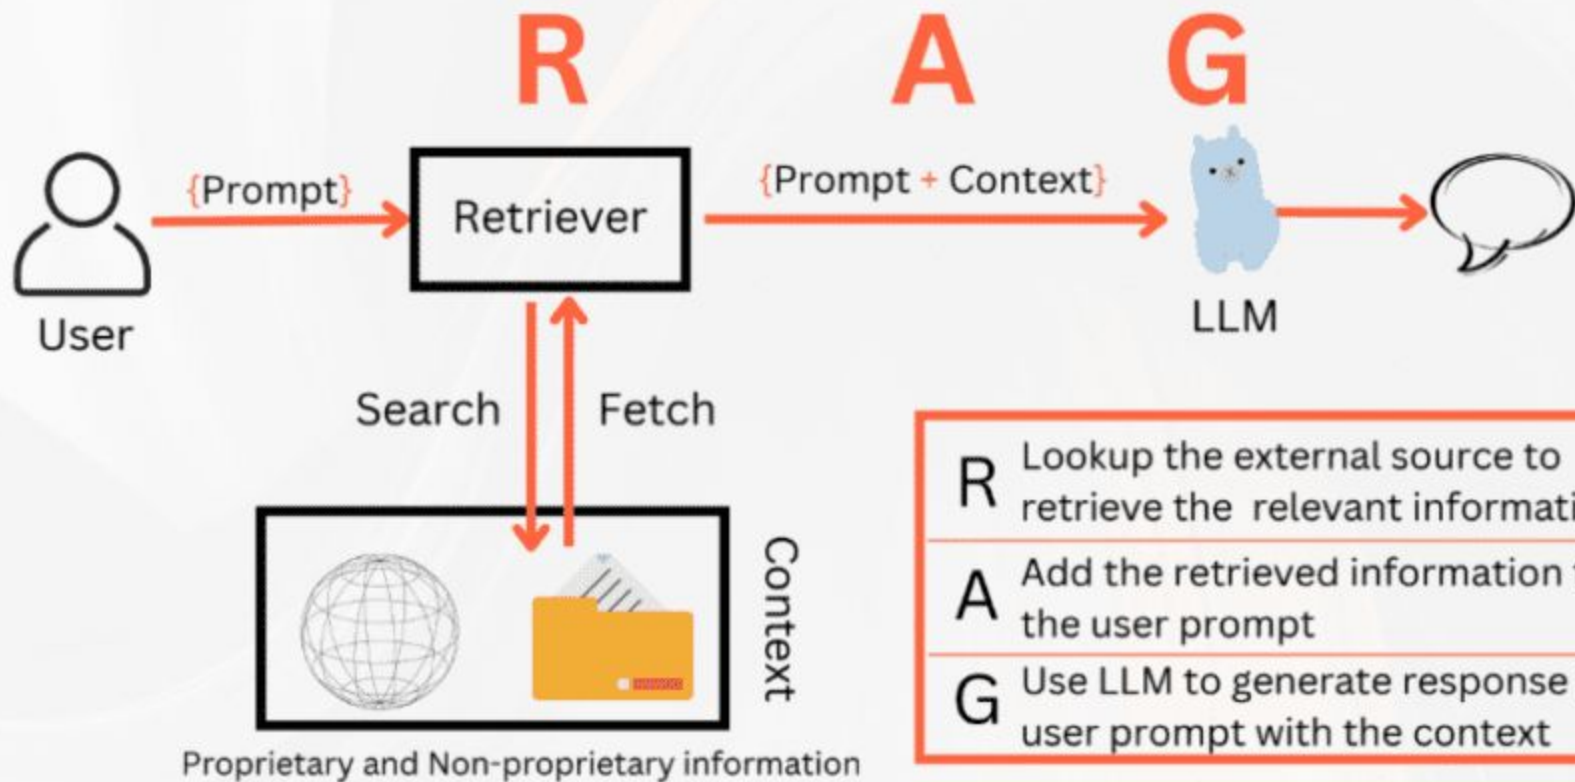 R A G
{Prompt}
Retriever
{Prompt + Context}
User
LLM
Search
Fetch
Context
Proprietary and Non-proprietary information
R
Lookup the external source to
retrieve the relevant informati
A
Add the retrieved information
the user prompt
G
Use LLM to generate response
user prompt with the context